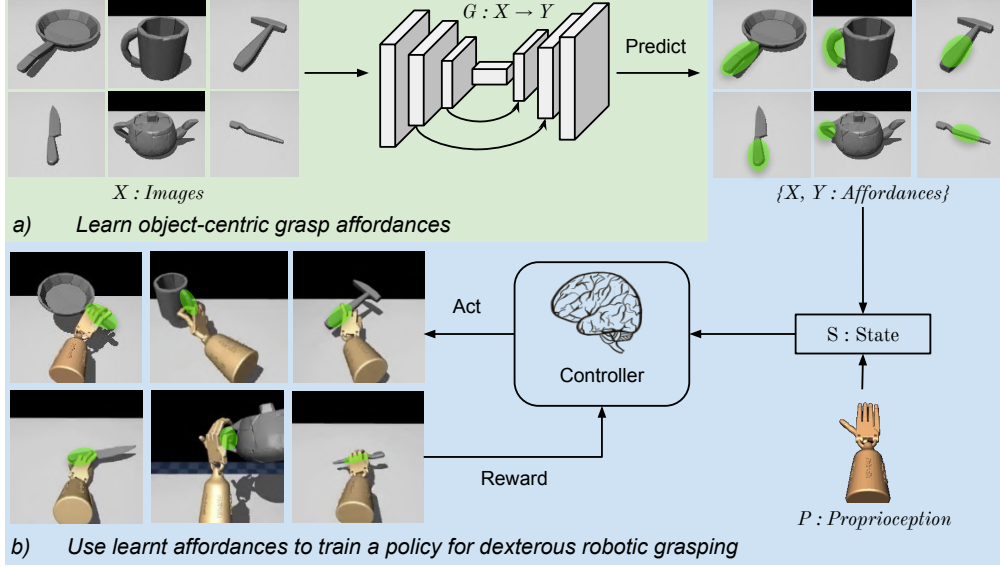 G : X → Y
Predict
X : Images
{X, Y : Affordances}
a) Learn object-centric grasp affordances
Act
Controller
S : State
Reward
P : Proprioception
b) Use learnt affordances to train a policy for dexterous robotic grasping